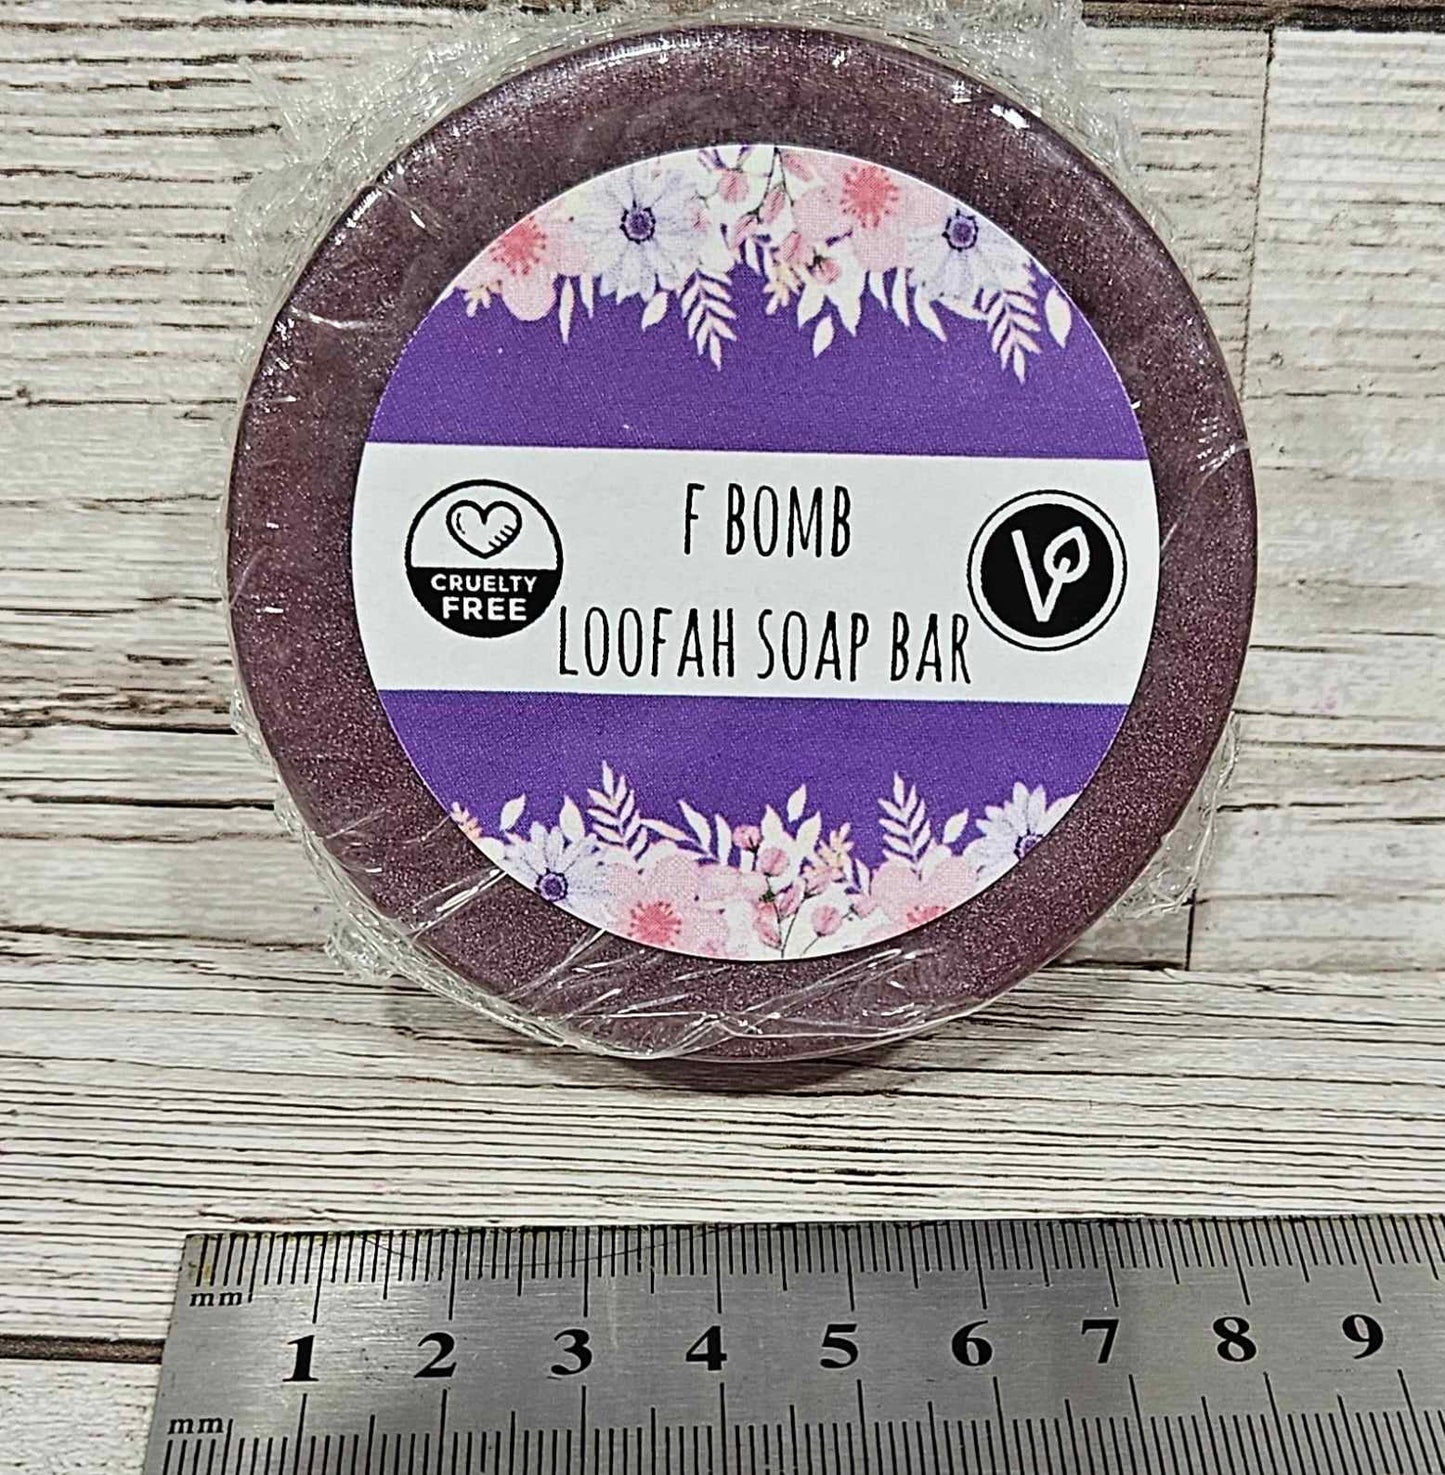 F BOMB
LOOFAH SOAP BAR
CRUELTY
FREE
V
mm
1 2 3 4 5 6 7 8 9
mm